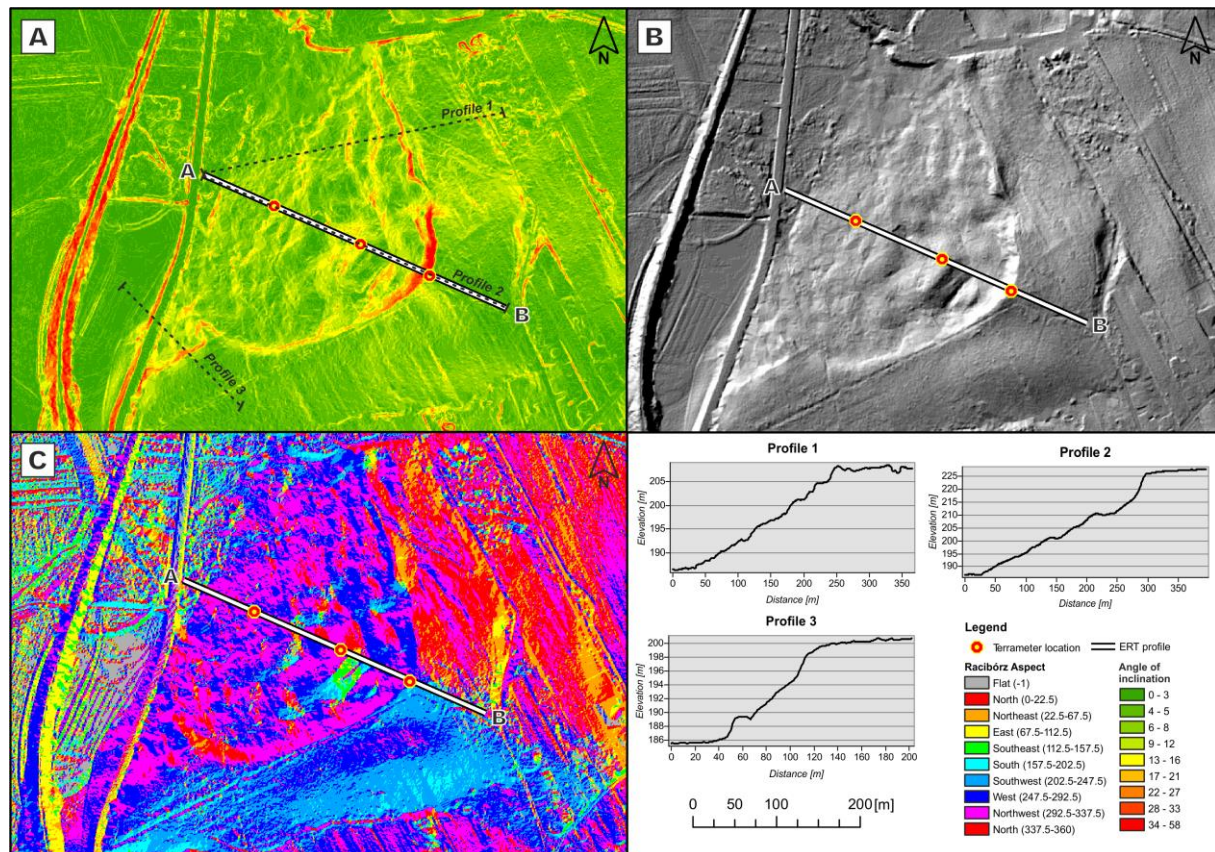 A
N
Profile 1
A
Profile 2
B
Profile 3
B
N
A
B
C
N
A
B
Profile 1
Elevation [m]
205
200
195
190
0 50 100 150 200 250 300 350
Distance [m]
Profile 2
Elevation [m]
225
220
215
210
205
200
195
190
0 50 100 150 200 250 300 350
Distance [m]
Profile 3
Elevation [m]
200
198
196
194
192
190
188
186
0 20 40 60 80 100 120 140 160 180 200
Distance [m]
0 50 100 200 [m]
Legend
Terrameter location
ERT profile
Racibórz Aspect
Flat (-1)
North (0-22.5)
Northeast (22.5-67.5)
East (67.5-112.5)
Southeast (112.5-157.5)
South (157.5-202.5)
Southwest (202.5-247.5)
West (247.5-292.5)
Northwest (292.5-337.5)
North (337.5-360)
Angle of
inclination
0 - 3
4 - 5
6 - 8
9 - 12
13 - 16
17 - 21
22 - 27
28 - 33
34 - 58